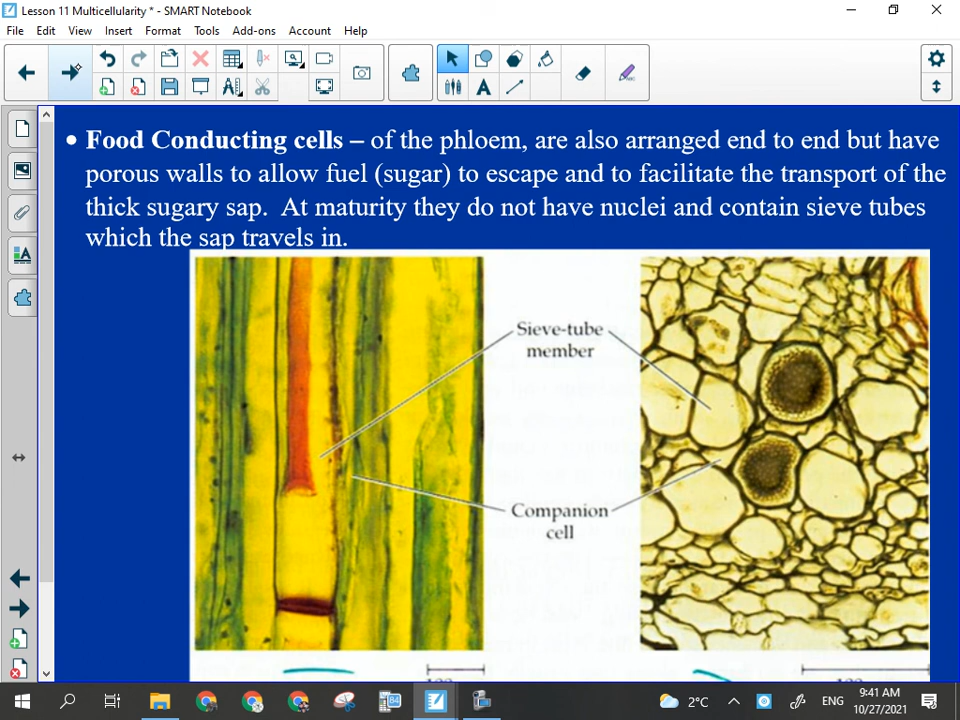 Lesson 11 Multicellularity * - SMART Notebook
File Edit View Insert Format Tools Add-ons Account Help
• Food Conducting cells – of the phloem, are also arranged end to end but have
porous walls to allow fuel (sugar) to escape and to facilitate the transport of the
thick sugary sap. At maturity they do not have nuclei and contain sieve tubes
which the sap travels in.
Sieve-tube
member
Companion
cell
2°C
ENG
9:41 AM
10/27/2021